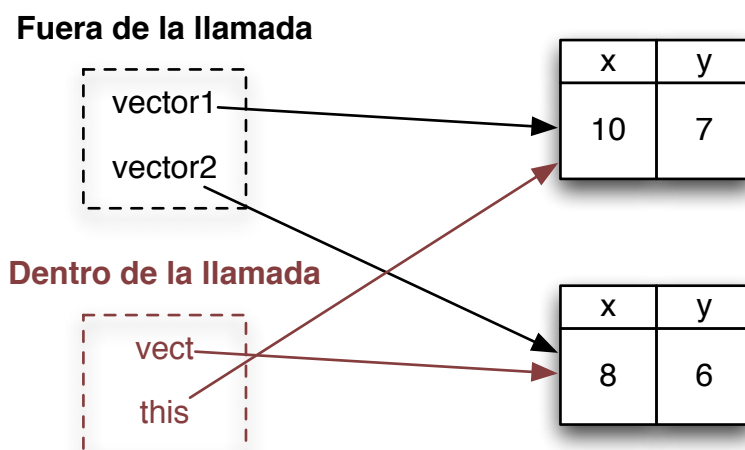 Fuera de la llamada
vector1
vector2
x y
10 7
Dentro de la llamada
vect
this
x y
8 6